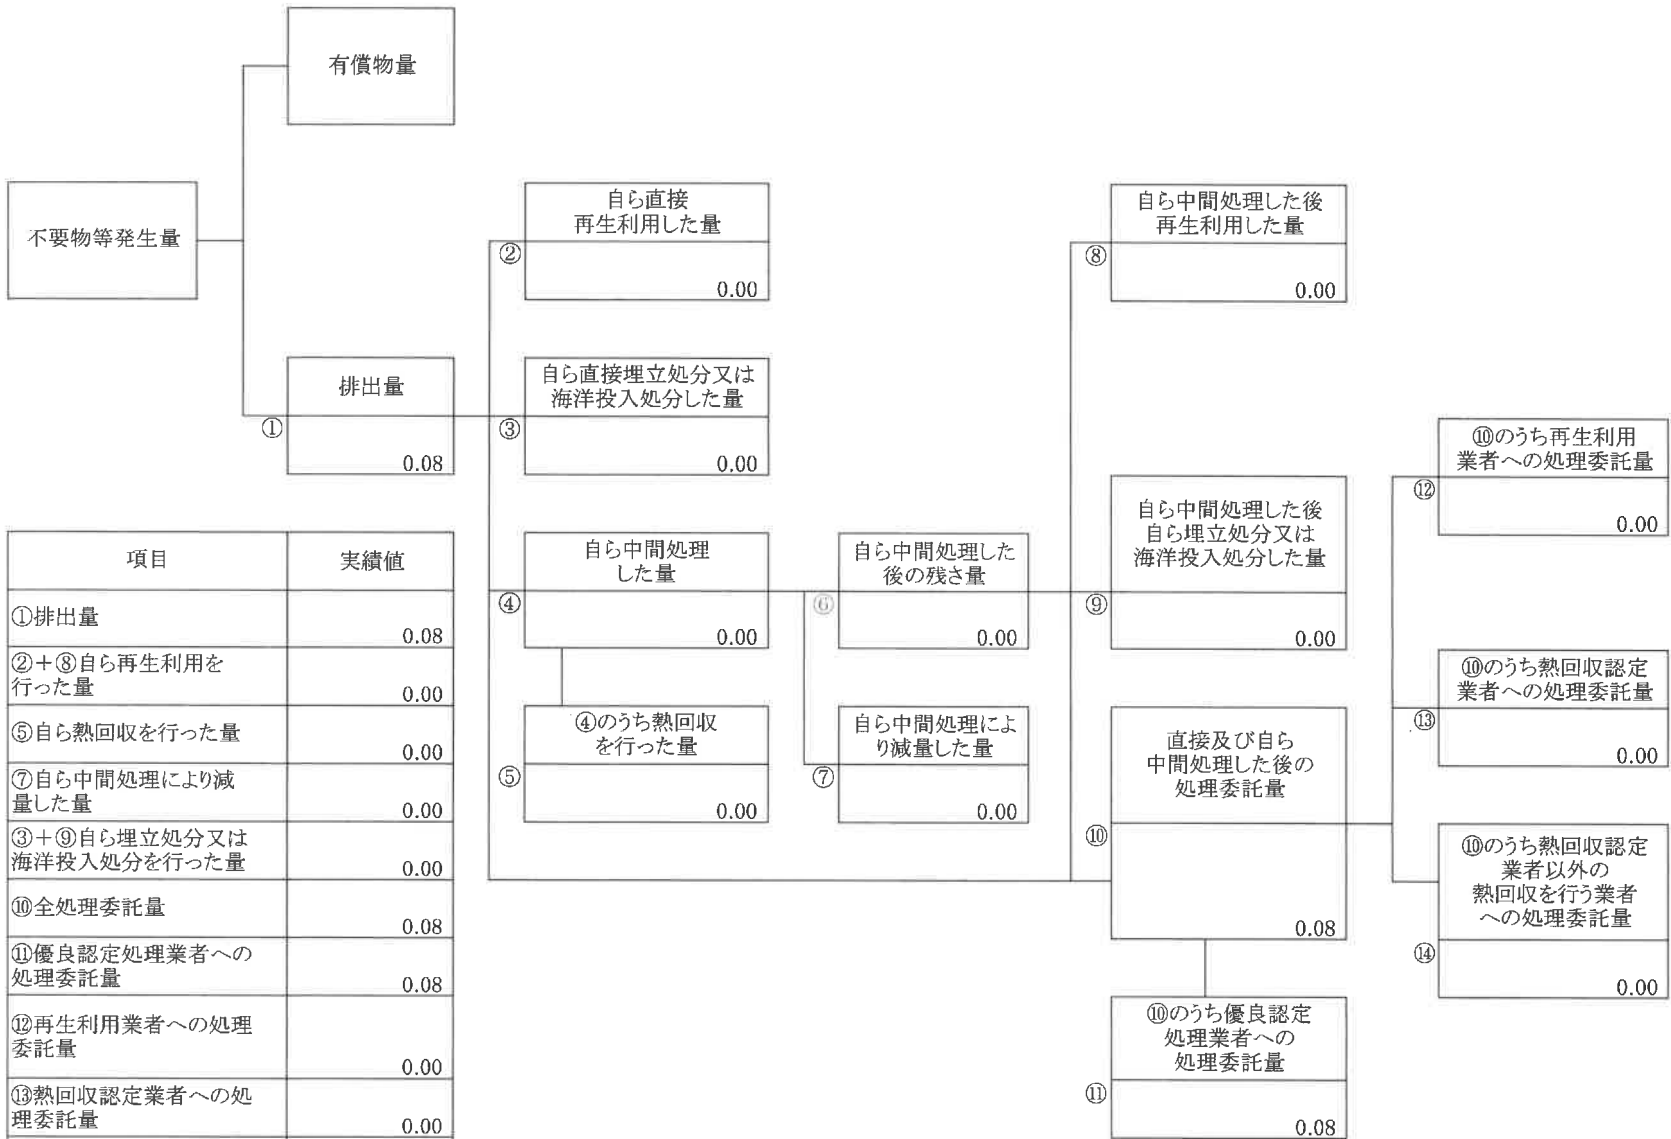 有償物量
不要物等発生量
自ら直接
再生利用した量
②
0.00
自ら中間処理した後
再生利用した量
⑧
0.00
排出量
①
0.08
自ら直接埋立処分又は
海洋投入処分した量
③
0.00
⑩のうち再生利用
業者への処理委託量
⑫
0.00
自ら中間処理
した量
④
0.00
自ら中間処理した
後の残さ量
⑥
0.00
自ら中間処理した後
自ら埋立処分又は
海洋投入処分した量
⑨
0.00
⑩のうち熱回収認定
業者への処理委託量
⑬
0.00
④のうち熱回収
を行った量
⑤
0.00
自ら中間処理によ
り減量した量
⑦
0.00
直接及び自ら
中間処理した後の
処理委託量
⑩
0.08
⑩のうち熱回収認定
業者以外の
熱回収を行う業者
への処理委託量
⑭
0.00
⑩のうち優良認定
処理業者への
処理委託量
⑪
0.08
項目 実績値
①排出量
0.08
②+⑧自ら再生利用を
行った量 0.00
⑤自ら熱回収を行った量
0.00
⑦自ら中間処理により減
量した量 0.00
③+⑨自ら埋立処分又は
海洋投入処分を行った量 0.00
⑩全処理委託量
0.08
⑪優良認定処理業者への
処理委託量 0.08
⑫再生利用業者への処理
委託量
0.00
⑬熱回収認定業者への処
理委託量 0.00